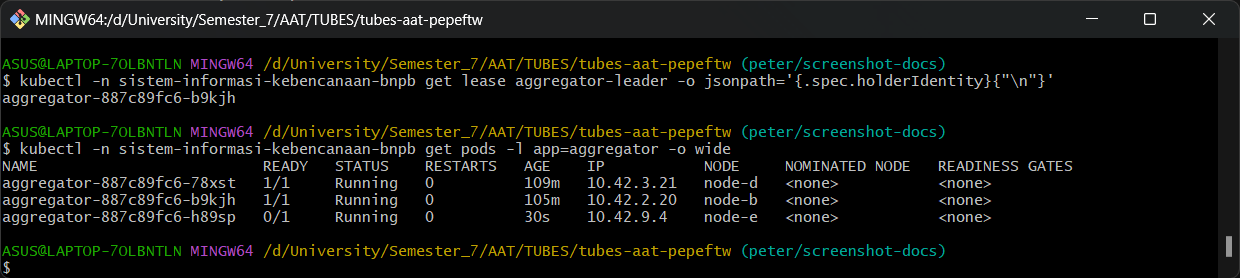 MINGW64:/d/University/Semester_7/AAT/TUBES/tubes-aat-pepeftw
ASUS@LAPTOP-7OLBNTLN MINGW64 /d/University/Semester_7/AAT/TUBES/tubes-aat-pepeftw (peter/screenshot-docs)
$ kubectl -n sistem-informasi-kebencanaan-bnpb get lease aggregator-leader -o jsonpath='{.spec.holderIdentity}{"\n"}'
aggregator-887c89fc6-b9kjh
ASUS@LAPTOP-7OLBNTLN MINGW64 /d/University/Semester_7/AAT/TUBES/tubes-aat-pepeftw (peter/screenshot-docs)
$ kubectl -n sistem-informasi-kebencanaan-bnpb get pods -l app=aggregator -o wide
NAME READY STATUS RESTARTS AGE IP NODE NOMINATED NODE READINESS GATES
aggregator-887c89fc6-78xst 1/1 Running 0 109m 10.42.3.21 node-d <none> <none>
aggregator-887c89fc6-b9kjh 1/1 Running 0 105m 10.42.2.20 node-b <none> <none>
aggregator-887c89fc6-h89sp 0/1 Running 0 30s 10.42.9.4 node-e <none> <none>
ASUS@LAPTOP-7OLBNTLN MINGW64 /d/University/Semester_7/AAT/TUBES/tubes-aat-pepeftw (peter/screenshot-docs)
$